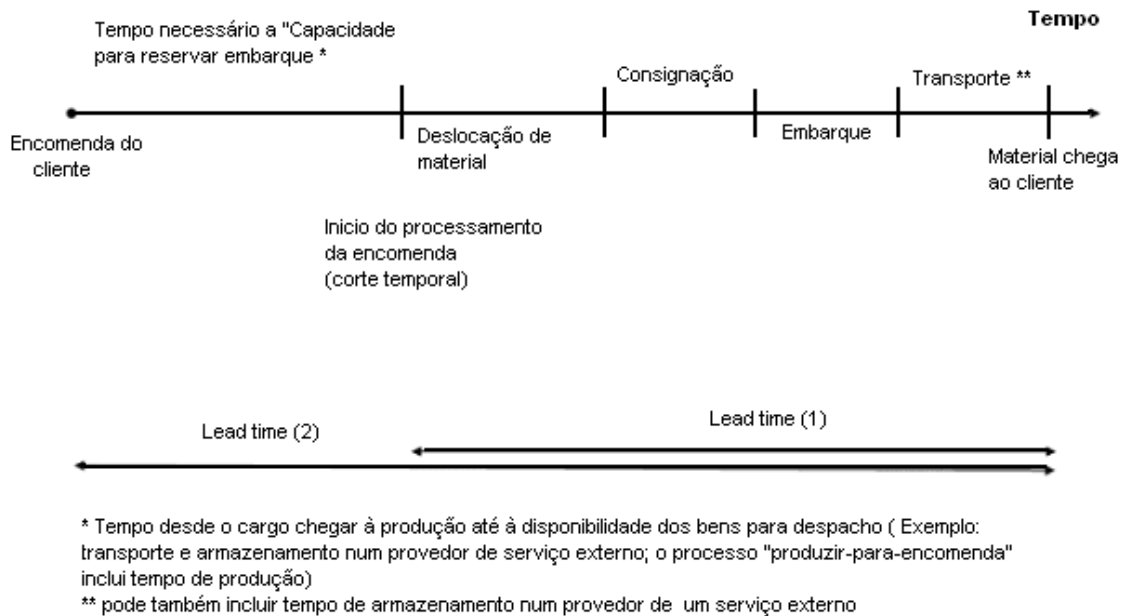 Tempo
Tempo necessário a "Capacidade
para reservar embarque *
Consignação
Transporte **
Encomenda do
cliente
Deslocação de
material
Embarque
Material chega
ao cliente
Inicio do processamento
da encomenda
(corte temporal)
Lead time (2)
Lead time (1)
* Tempo desde o cargo chegar à produção até à disponibilidade dos bens para despacho ( Exemplo:
transporte e armazenamento num provedor de serviço externo; o processo "produzir-para-encomenda"
inclui tempo de produção)
** pode também incluir tempo de armazenamento num provedor de um serviço externo